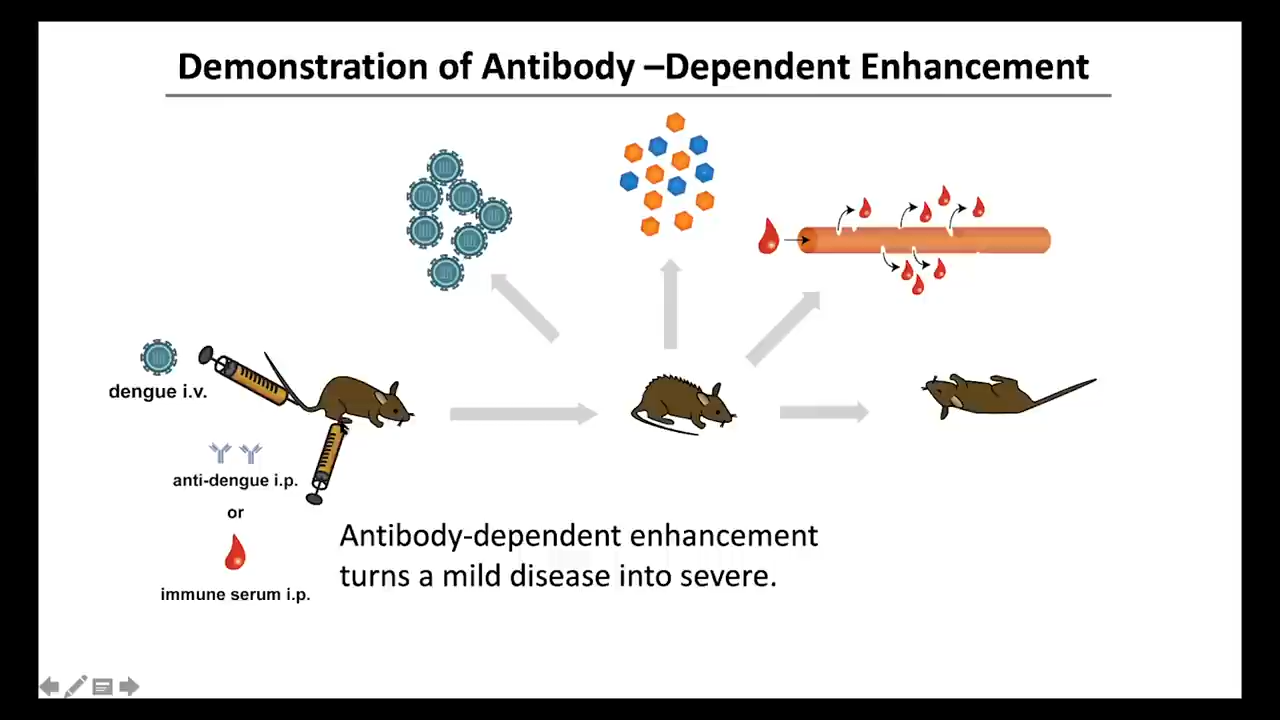 Demonstration of Antibody –Dependent Enhancement
dengue i.v.
anti-dengue i.p.
or
immune serum i.p.
Antibody-dependent enhancement
turns a mild disease into severe.